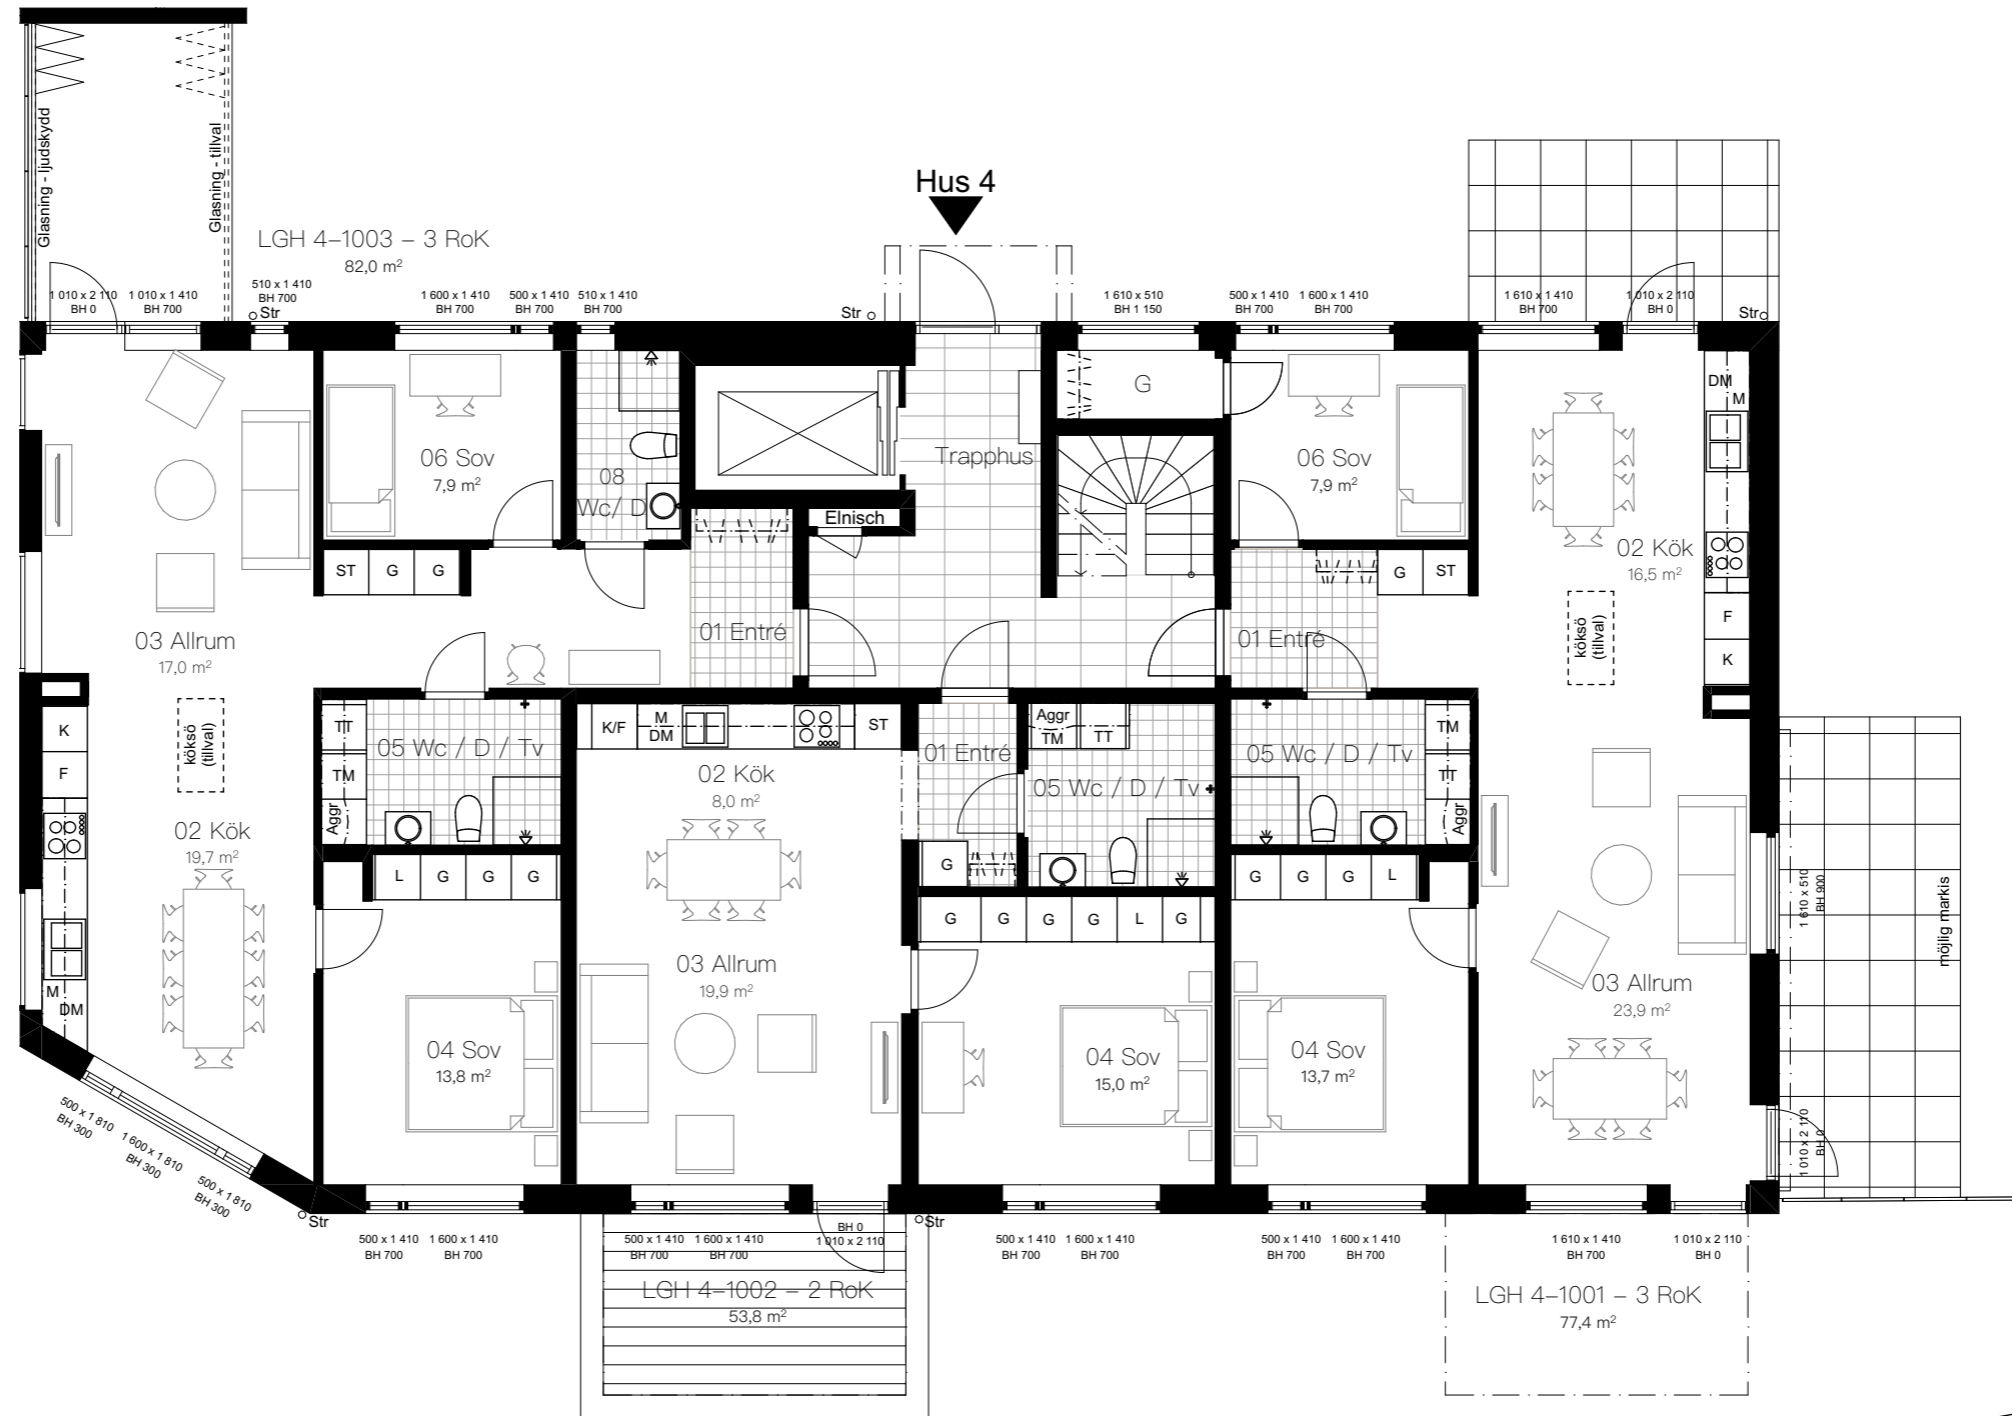 Hus 4
Glasning - ljudskydd
Glasning - tillval
LGH 4–1003 – 3 RoK
82,0 m²
1 010 x 2 110
BH 0
1 010 x 1 410
BH 700
510 x 1 410
BH 700
Str
1 600 x 1 410
BH 700
500 x 1 410
BH 700
510 x 1 410
BH 700
Str
1 610 x 510
BH 1 150
500 x 1 410
BH 700
1 600 x 1 410
BH 700
1 610 x 1 410
BH 700
1 010 x 2 110
BH 0
Str
06 Sov
7,9 m²
08
Wc/ D
Trapphus
G
06 Sov
7,9 m²
DM
M
Elnisch
ST
G
G
01 Entré
01 Entré
G
ST
02 Kök
16,5 m²
kökső
(tillval)
F
K
03 Allrum
17,0 m²
köksö
(tillval)
K
F
02 Kök
19,7 m²
M
DM
TT
TM
Aggr
05 Wc / D / Tv
L
G
G
G
K/F
M
DM
ST
02 Kök
8,0 m²
01 Entré
G
Aggr
TM
TT
05 Wc / D / Tv
05 Wc / D / Tv
TM
TT
Aggr
G
G
G
G
L
G
G
G
G
L
03 Allrum
19,9 m²
04 Sov
13,8 m²
04 Sov
15,0 m²
04 Sov
13,7 m²
03 Allrum
23,9 m²
1 610 x 510
BH 900
möjlig markis
1 010 x 2 110
BH 0
500 x 1 810
BH 300
1 600 x 1 810
BH 300
500 x 1 810
BH 300
Str
500 x 1 410
BH 700
1 600 x 1 410
BH 700
500 x 1 410
BH 700
1 600 x 1 410
BH 700
BH 0
1 010 x 2 110
Str
500 x 1 410
BH 700
1 600 x 1 410
BH 700
500 x 1 410
BH 700
1 600 x 1 410
BH 700
1 610 x 1 410
BH 700
1 010 x 2 110
BH 0
LGH 4–1002 – 2 RoK
53,8 m²
LGH 4–1001 – 3 RoK
77,4 m²